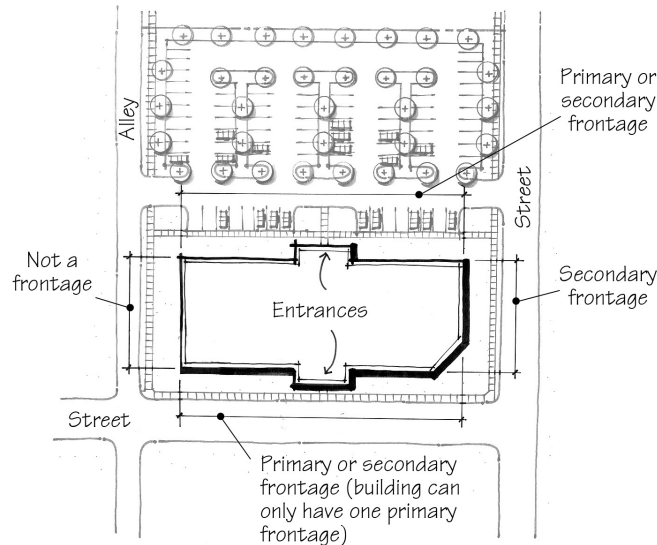 Primary or
secondary
frontage
Alley
Street
Not a
frontage
Entrances
Secondary
frontage
Street
Primary or secondary
frontage (building can
only have one primary
frontage)